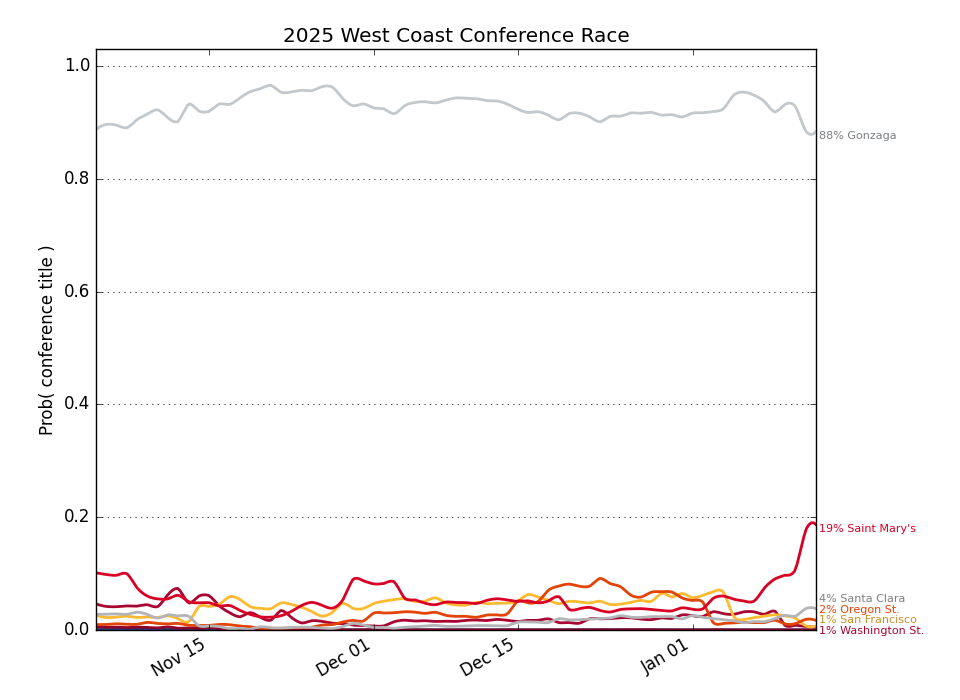 2025 West Coast Conference Race
Prob( conference title )
1.0
0.8
0.6
0.4
0.2
0.0
88% Gonzaga
19% Saint Mary's
4% Santa Clara
2% Oregon St.
1% San Francisco
1% Washington St.
Nov 15
Dec 01
Dec 15
Jan 01